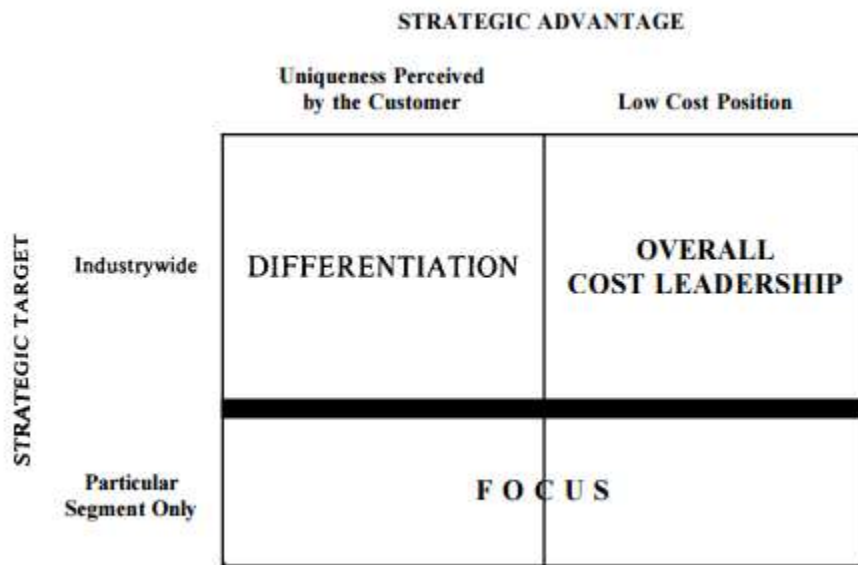 STRATEGIC ADVANTAGE
Uniqueness Perceived
by the Customer
Low Cost Position
STRATEGIC TARGET
Industrywide
DIFFERENTIATION
OVERALL
COST LEADERSHIP
Particular
Segment Only
F O C U S